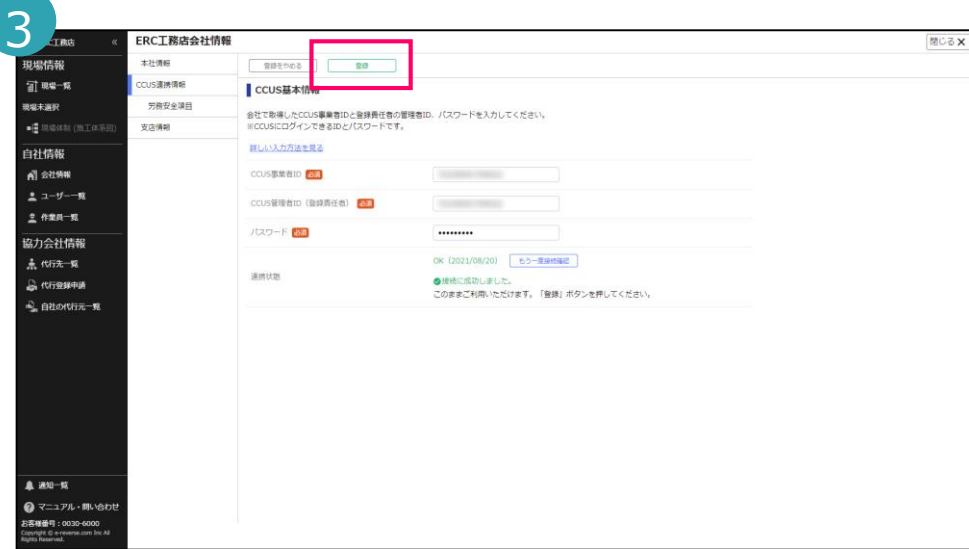 3
工務店 «
現場情報
現場一覧
現場未選択
現場体制 (施工体系図)
自社情報
会社情報
ユーザー一覧
作業員一覧
協力会社情報
代行先一覧
代行登録申請
自社の代行元一覧
通知一覧
マニュアル・問い合わせ
お客様番号：0030-6000
Copyright © e-reverse.com Inc All
Rights Reserved.
ERC工務店会社情報
閉じる ×
本社情報
CCUS連携情報
労務安全項目
支店情報
登録をやめる 登録
CCUS基本情報
会社で取得したCCUS事業者IDと登録責任者の管理者ID、パスワードを入力してください。
※CCUSにログインできるIDとパスワードです。
詳しい入力方法を見る
CCUS事業者ID 必須
CCUS管理者ID（登録責任者） 必須
パスワード 必須 •••••••••
連携状態
OK（2021/08/20） もう一度接続確認
接続に成功しました。
このままご利用いただけます。「登録」ボタンを押してください。